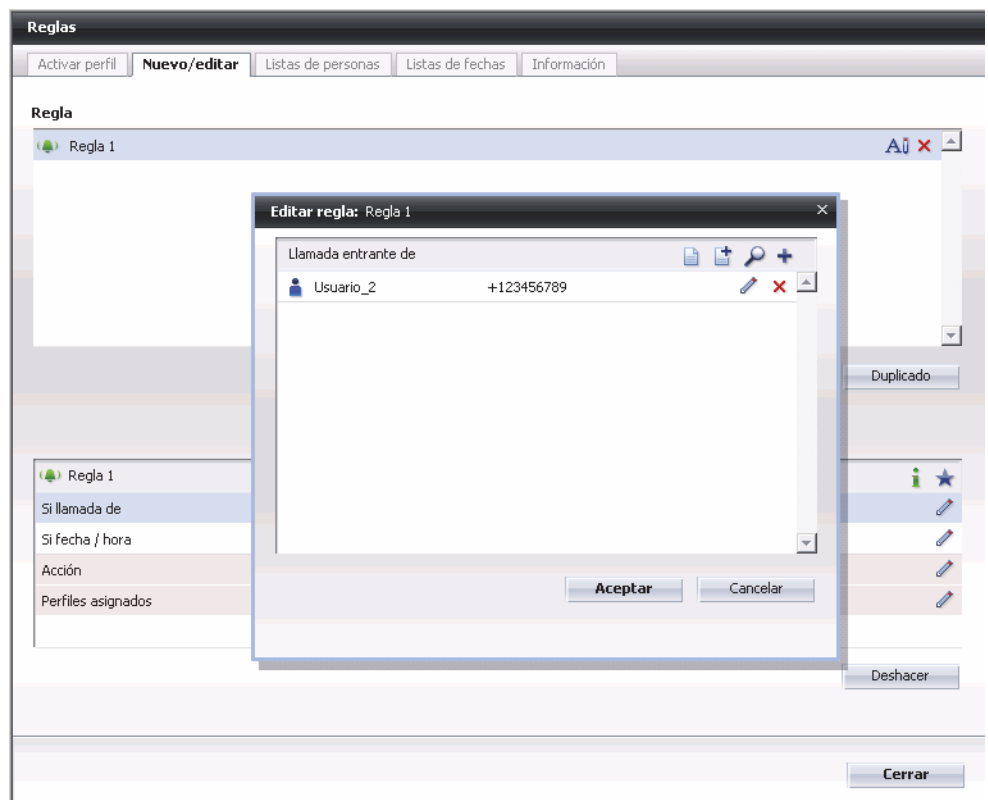 Reglas
Activar perfil Nuevo/editar Listas de personas Listas de fechas Información
Regla
Regla 1
Editar regla: Regla 1
Llamada entrante de
Usuario_2 +123456789
Duplicado
Regla 1
Si llamada de
Si fecha / hora
Acción
Perfiles asignados
Aceptar Cancelar
Deshacer
Cerrar